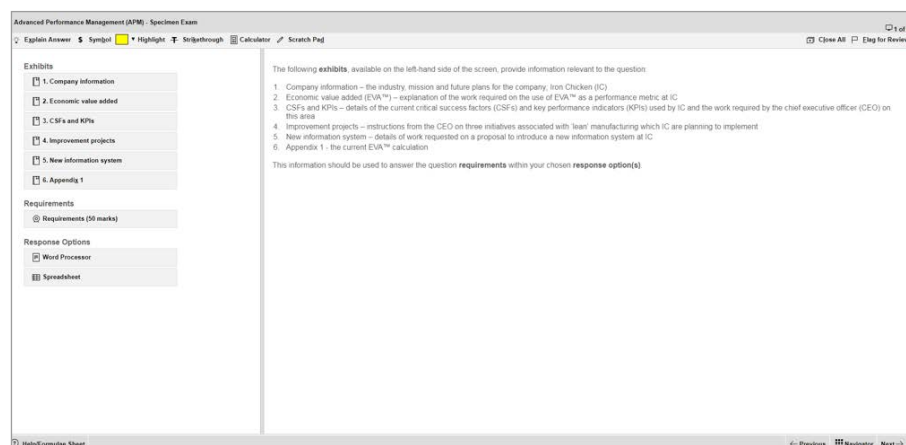 Advanced Performance Management (APM) - Specimen Exam
1 of
Explain Answer $ Symbol Highlight Strikethrough Calculator Scratch Pad
Close All Flag for Review
Exhibits
1. Company information
2. Economic value added
3. CSFs and KPIs
4. Improvement projects
5. New information system
6. Appendix 1
Requirements
Requirements (50 marks)
Response Options
Word Processor
Spreadsheet
The following exhibits, available on the left-hand side of the screen, provide information relevant to the question
1 Company information – the industry, mission and future plans for the company, Iron Chicken (IC)
2. Economic value added (EVA™) – explanation of the work required on the use of EVA™ as a performance metric at IC
3 CSFs and KPIs – details of the current critical success factors (CSFs) and key performance indicators (KPIs) used by IC and the work required by the chief executive officer (CEO) on
this area
4. Improvement projects – instructions from the CEO on three initiatives associated with 'lean' manufacturing which IC are planning to implement
5. New information system – details of work requested on a proposal to introduce a new information system at IC
6. Appendix 1 - the current EVA™ calculation
This information should be used to answer the question requirements within your chosen response option(s)
Help/Formulae Sheet
Previous Navigator Next